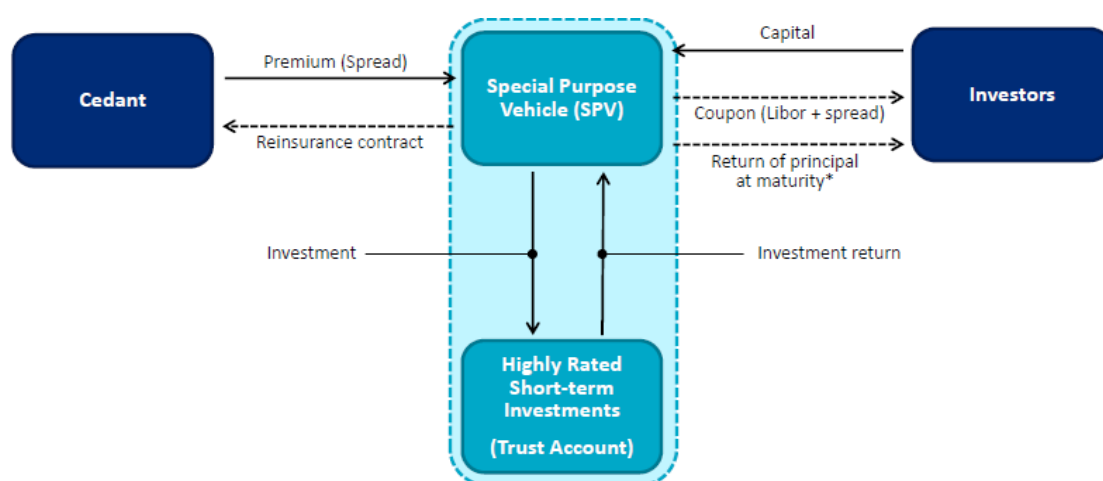 Cedant
Premium (Spread)
Reinsurance contract
Special Purpose
Vehicle (SPV)
Capital
Coupon (Libor + spread)
Return of principal
at maturity*
Investors
Investment
Investment return
Highly Rated
Short-term
Investments
(Trust Account)